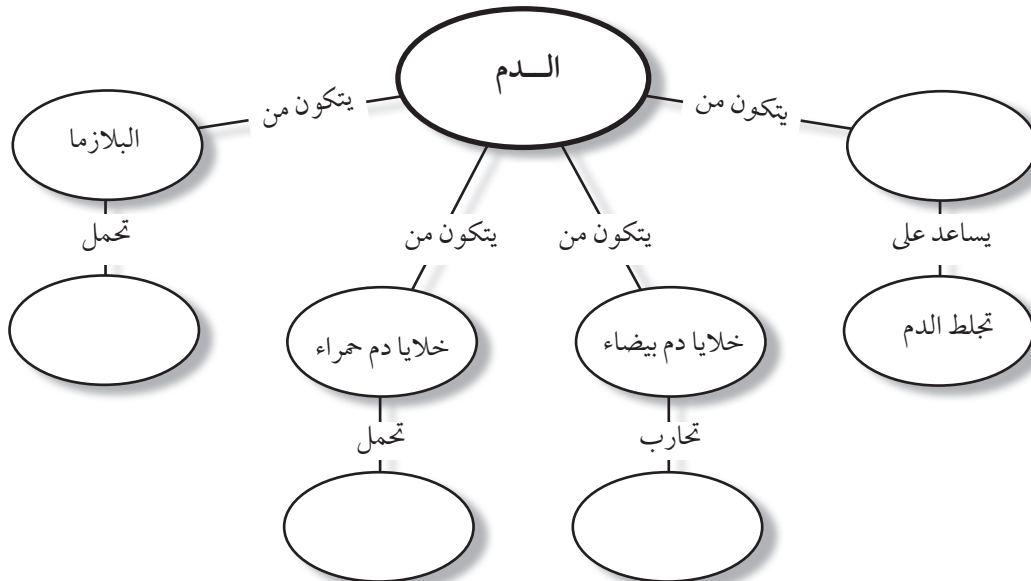 الـــدم
يتكون من
يتكون من
البلازما
يساعد على
يتكون من
يتكون من
تحمل
تجلط الدم
خلايا دم بيضاء
خلايا دم حمراء
تحارب
تحمل